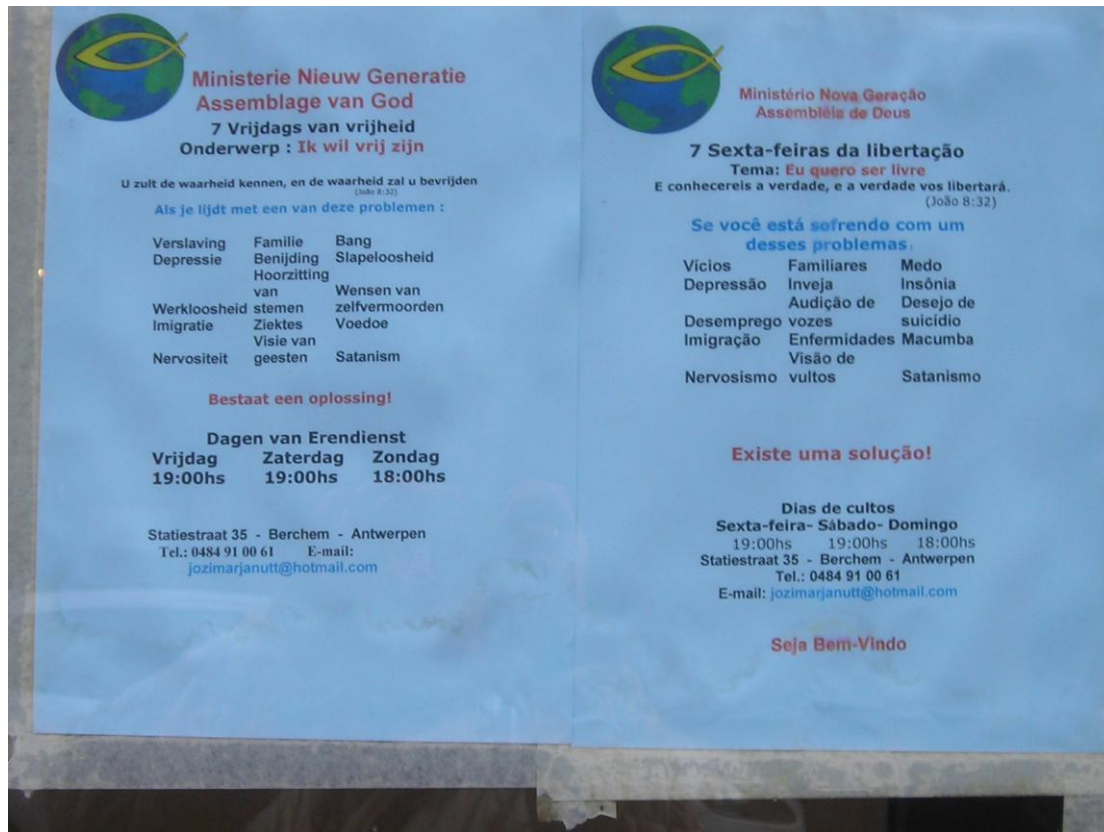 Ministerie Nieuw Generatie
Assemblage van God
7 Vrijdags van vrijheid
Onderwerp : Ik wil vrij zijn
U zult de waarheid kennen, en de waarheid zal u bevrijden
(João 8:32)
Als je lijdt met een van deze problemen :
Verslaving Familie Bang
Depressie Benijding Slapeloosheid
Hoorzitting
van Wensen van
Werkloosheid stemen zelfvermoorden
Imigratie Ziektes Voedoe
Visie van
Nervositeit geesten Satanism
Bestaat een oplossing!
Dagen van Erendienst
Vrijdag Zaterdag Zondag
19:00hs 19:00hs 18:00hs
Statiestraat 35 - Berchem - Antwerpen
Tel.: 0484 91 00 61 E-mail:
jozimarjanutt@hotmail.com
Ministério Nova Geração
Assembléia de Deus
7 Sexta-feiras da libertação
Tema: Eu quero ser livre
E conhecereis a verdade, e a verdade vos libertará.
(João 8:32)
Se você está sofrendo com um
desses problemas:
Vícios Familiares Medo
Depressão Inveja Insônia
Audição de Desejo de
Desemprego vozes suicídio
Imigração Enfermidades Macumba
Visão de
Nervosismo vultos Satanismo
Existe uma solução!
Dias de cultos
Sexta-feira- Sábado- Domingo
19:00hs 19:00hs 18:00hs
Statiestraat 35 - Berchem - Antwerpen
Tel.: 0484 91 00 61
E-mail: jozimarjanutt@hotmail.com
Seja Bem-Vindo